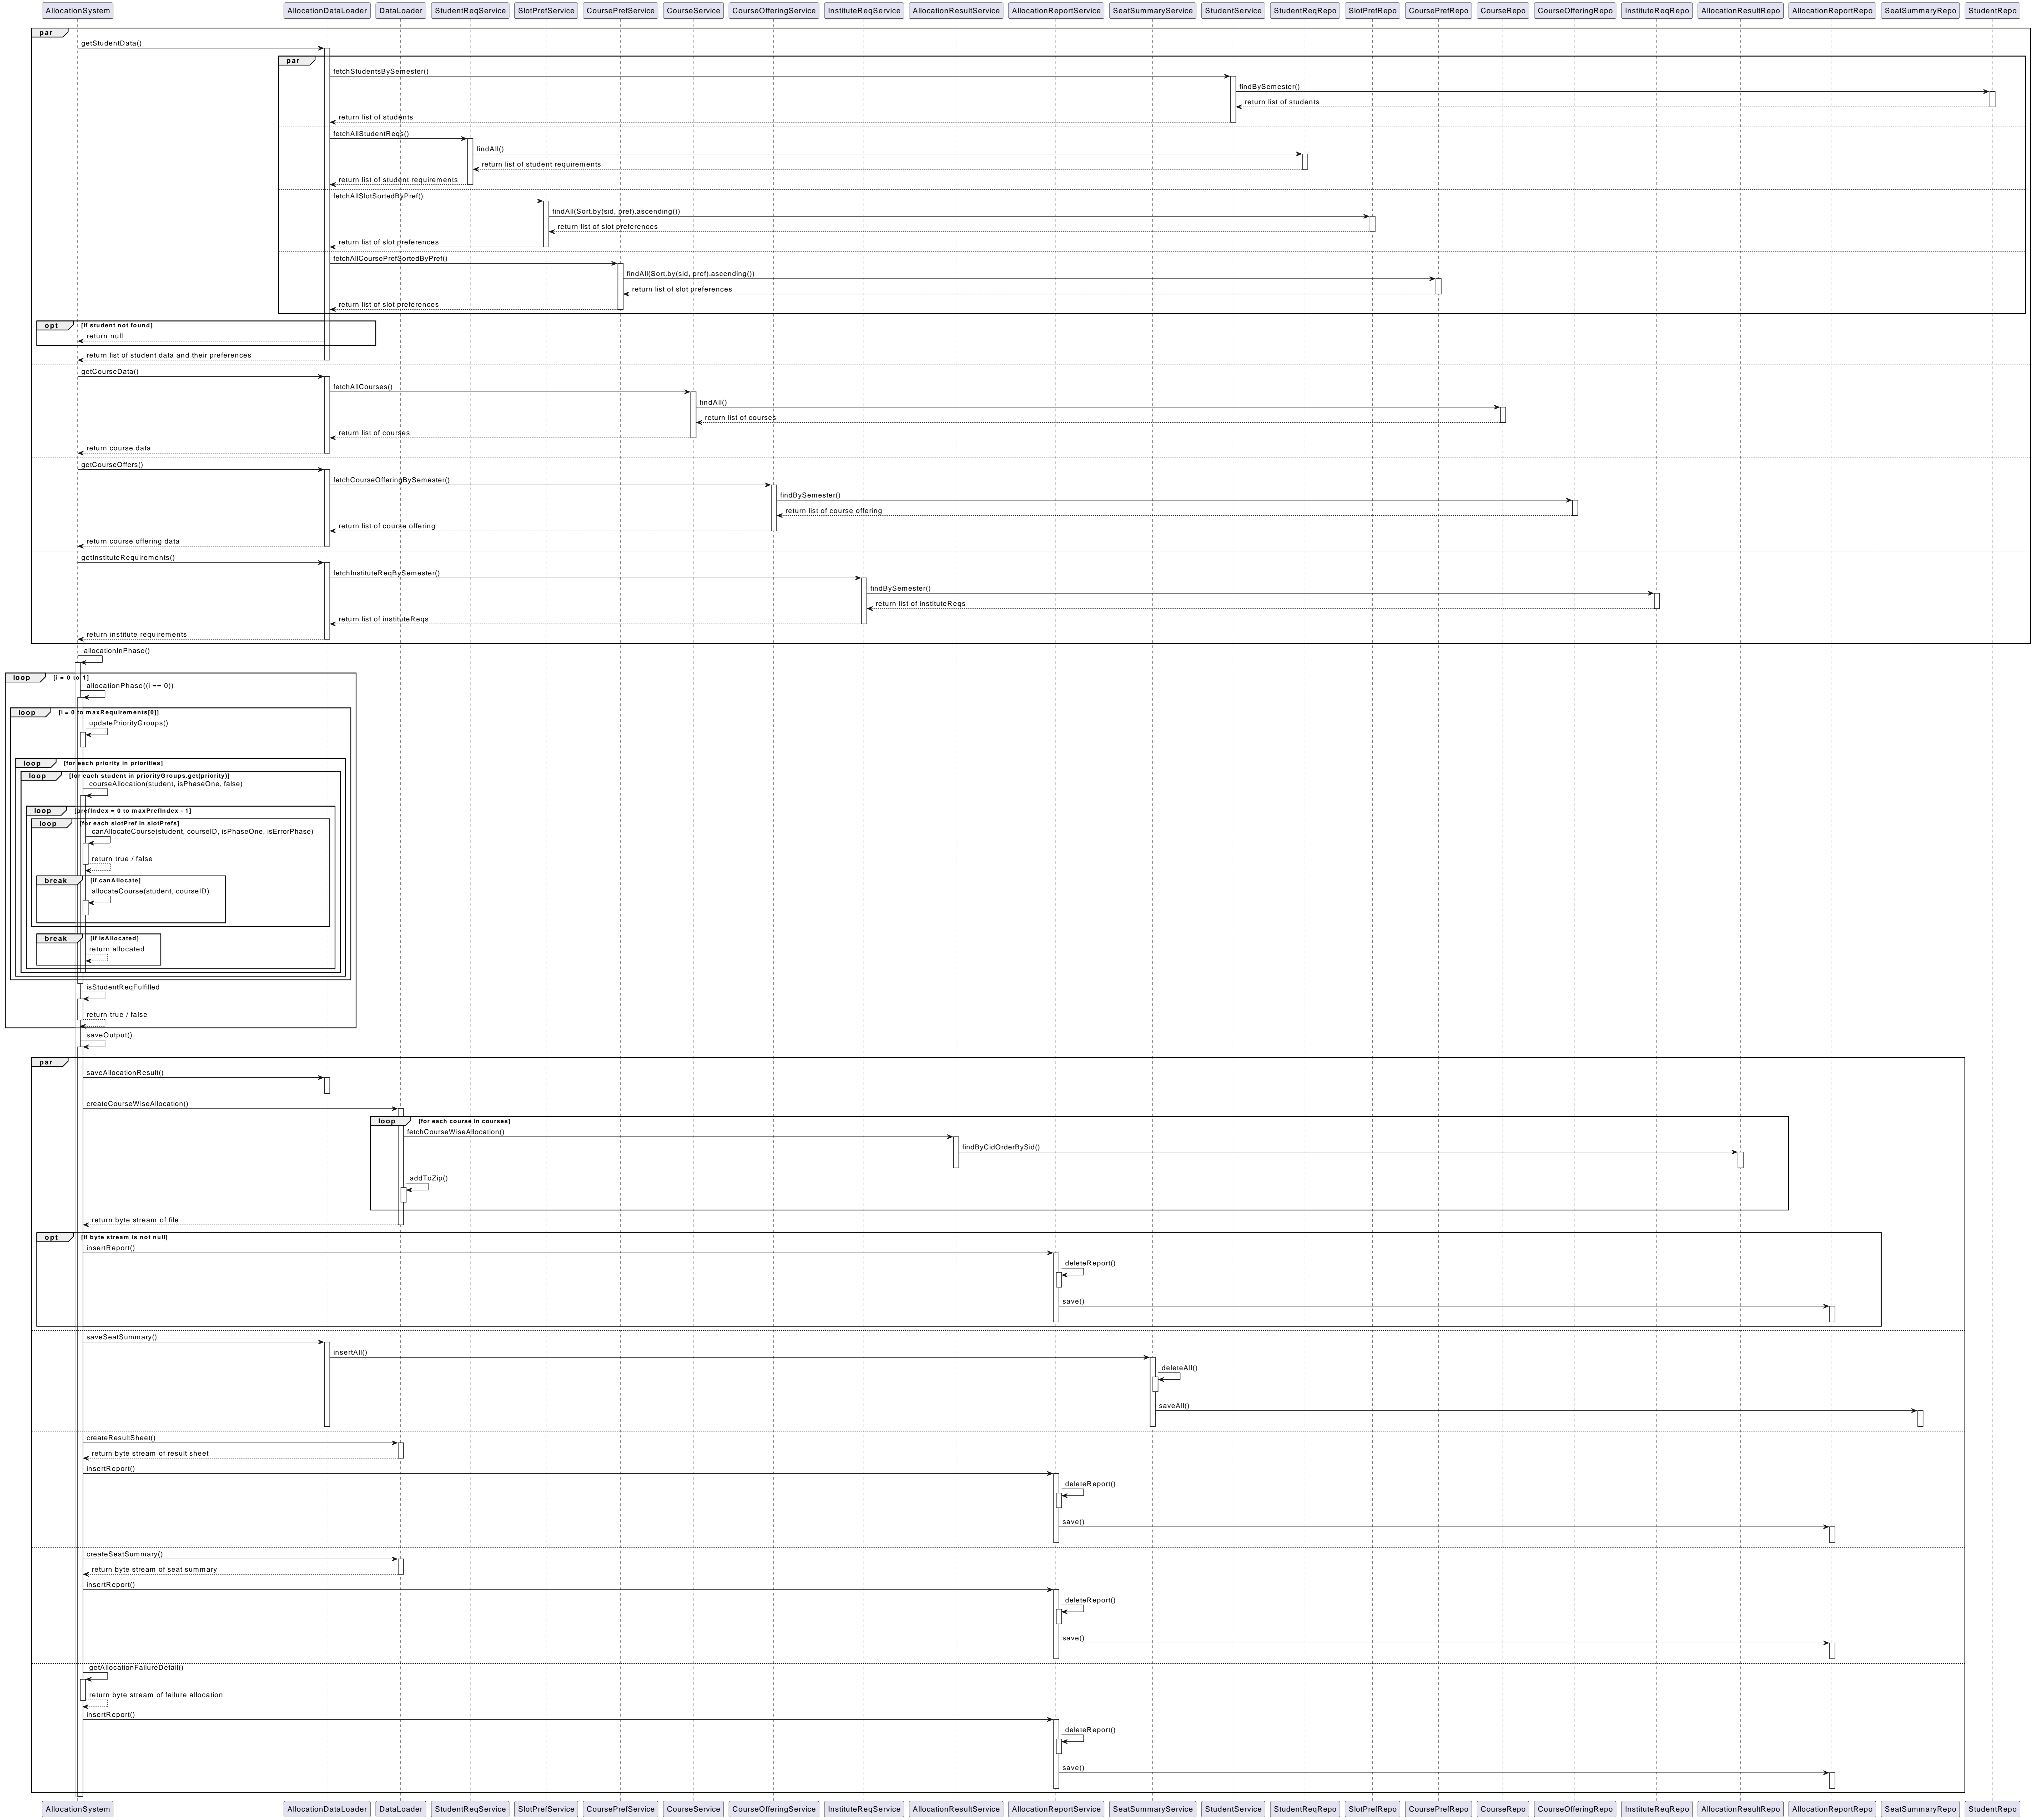 AllocationSystem AllocationDataLoader DataLoader StudentReqService SlotPrefService CoursePrefService CourseService CourseOfferingService InstituteReqService AllocationResultService AllocationReportService SeatSummaryService StudentService StudentReqRepo SlotPrefRepo CoursePrefRepo CourseRepo CourseOfferingRepo InstituteReqRepo AllocationResultRepo AllocationReportRepo SeatSummaryRepo StudentRepo
par
getStudentData()
par
fetchStudentsBySemester()
findBySemester()
return list of students
return list of students
fetchAllStudentReqs()
findAll()
return list of student requirements
return list of student requirements
fetchAllSlotSortedByPref()
findAll(Sort.by(sid, pref).ascending())
return list of slot preferences
return list of slot preferences
fetchAllCoursePrefSortedByPref()
findAll(Sort.by(sid, pref).ascending())
return list of slot preferences
return list of slot preferences
opt [if student not found]
return null
return list of student data and their preferences
getCourseData()
fetchAllCourses()
findAll()
return list of courses
return list of courses
return course data
getCourseOffers()
fetchCourseOfferingBySemester()
findBySemester()
return list of course offering
return list of course offering
return course offering data
getInstituteRequirements()
fetchInstituteReqBySemester()
findBySemester()
return list of instituteReqs
return list of instituteReqs
return institute requirements
allocationInPhase()
loop [i = 0 to 1]
allocationPhase((i == 0))
loop [i = 0 to maxRequirements[0]]
updatePriorityGroups()
loop [for each priority in priorities]
loop [for each student in priorityGroups.get(priority)]
courseAllocation(student, isPhaseOne, false)
loop [prefIndex = 0 to maxPrefIndex - 1]
loop [for each slotPref in slotPrefs]
canAllocateCourse(student, courseID, isPhaseOne, isErrorPhase)
return true / false
break [if canAllocate]
allocateCourse(student, courseID)
break [if isAllocated]
return allocated
isStudentReqFulfilled
return true / false
saveOutput()
par
saveAllocationResult()
createCourseWiseAllocation()
loop [for each course in courses]
fetchCourseWiseAllocation()
findByCidOrderBySid()
addToZip()
return byte stream of file
opt [if byte stream is not null]
insertReport()
deleteReport()
save()
saveSeatSummary()
insertAll()
deleteAll()
saveAll()
createResultSheet()
return byte stream of result sheet
insertReport()
deleteReport()
save()
createSeatSummary()
return byte stream of seat summary
insertReport()
deleteReport()
save()
getAllocationFailureDetail()
return byte stream of failure allocation
insertReport()
deleteReport()
save()
AllocationSystem AllocationDataLoader DataLoader StudentReqService SlotPrefService CoursePrefService CourseService CourseOfferingService InstituteReqService AllocationResultService AllocationReportService SeatSummaryService StudentService StudentReqRepo SlotPrefRepo CoursePrefRepo CourseRepo CourseOfferingRepo InstituteReqRepo AllocationResultRepo AllocationReportRepo SeatSummaryRepo StudentRepo